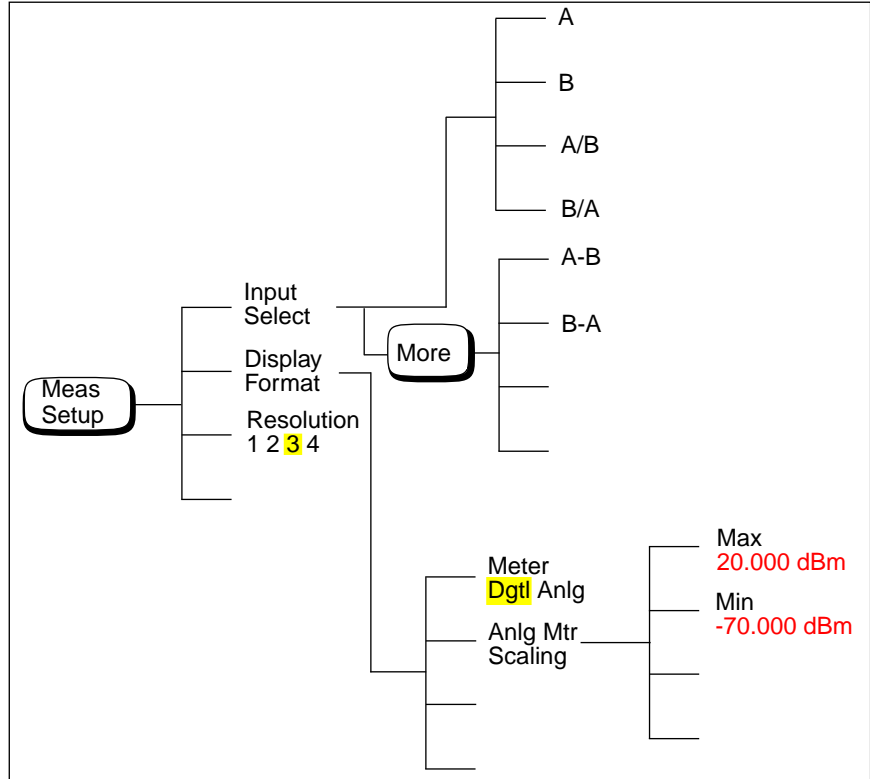 A
B
A/B
B/A
A-B
B-A
Input
Select
More
Display
Format
Meas
Setup
Resolution
1 2 3 4
Meter
Dgtl Anlg
Anlg Mtr
Scaling
Max
20.000 dBm
Min
-70.000 dBm